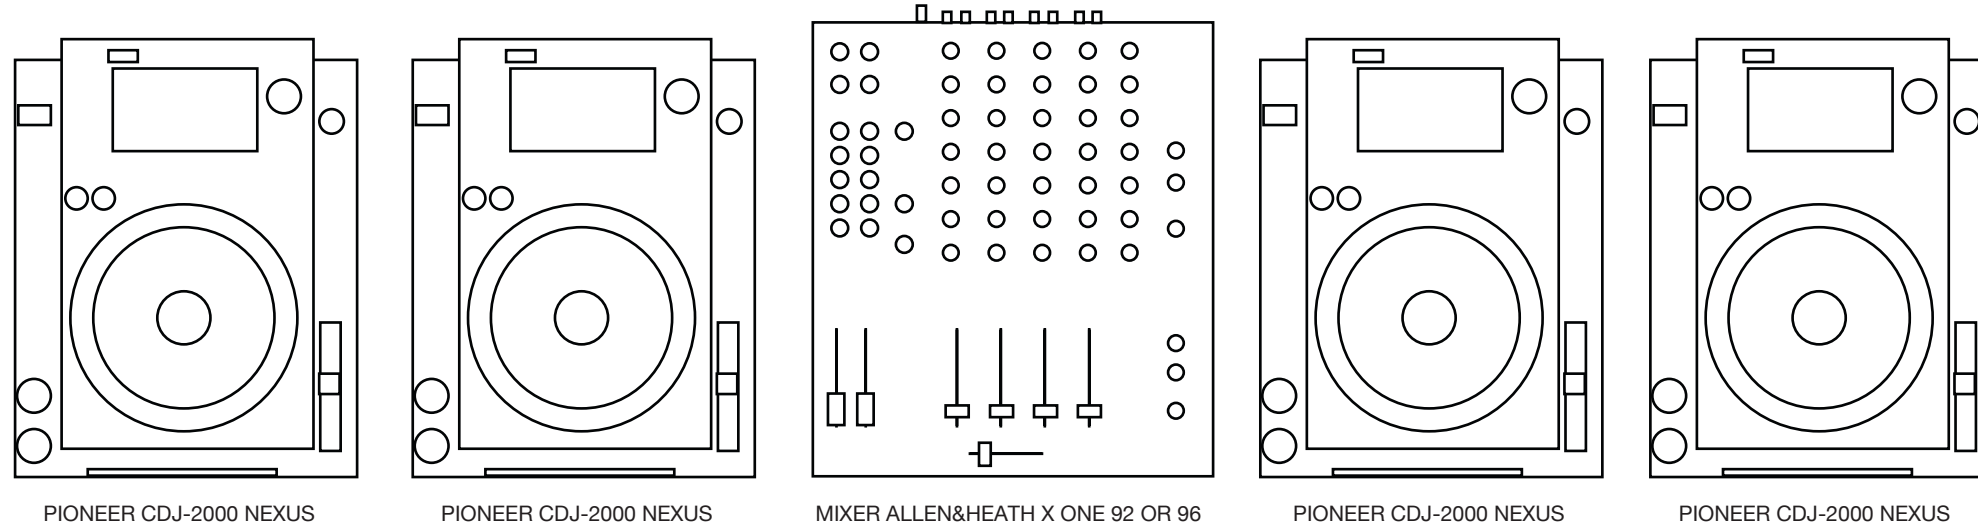 PIONEER CDJ-2000 NEXUS
PIONEER CDJ-2000 NEXUS
MIXER ALLEN&HEATH X ONE 92 OR 96
PIONEER CDJ-2000 NEXUS
PIONEER CDJ-2000 NEXUS